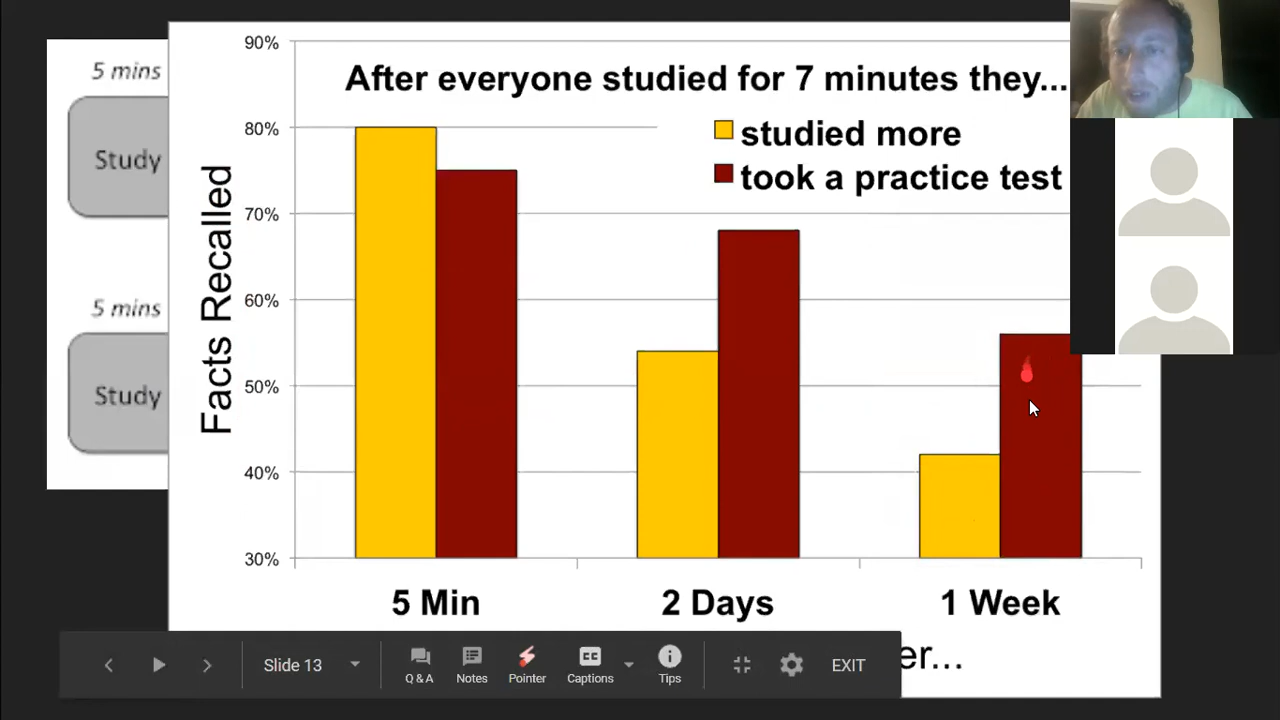 5 mins
Study
5 mins
Study
After everyone studied for 7 minutes they...
studied more
took a practice test
Facts Recalled
90%
80%
70%
60%
50%
40%
30%
5 Min
2 Days
1 Week
er...
Slide 13
Q & A
Notes
Pointer
CC
Captions
Tips
EXIT